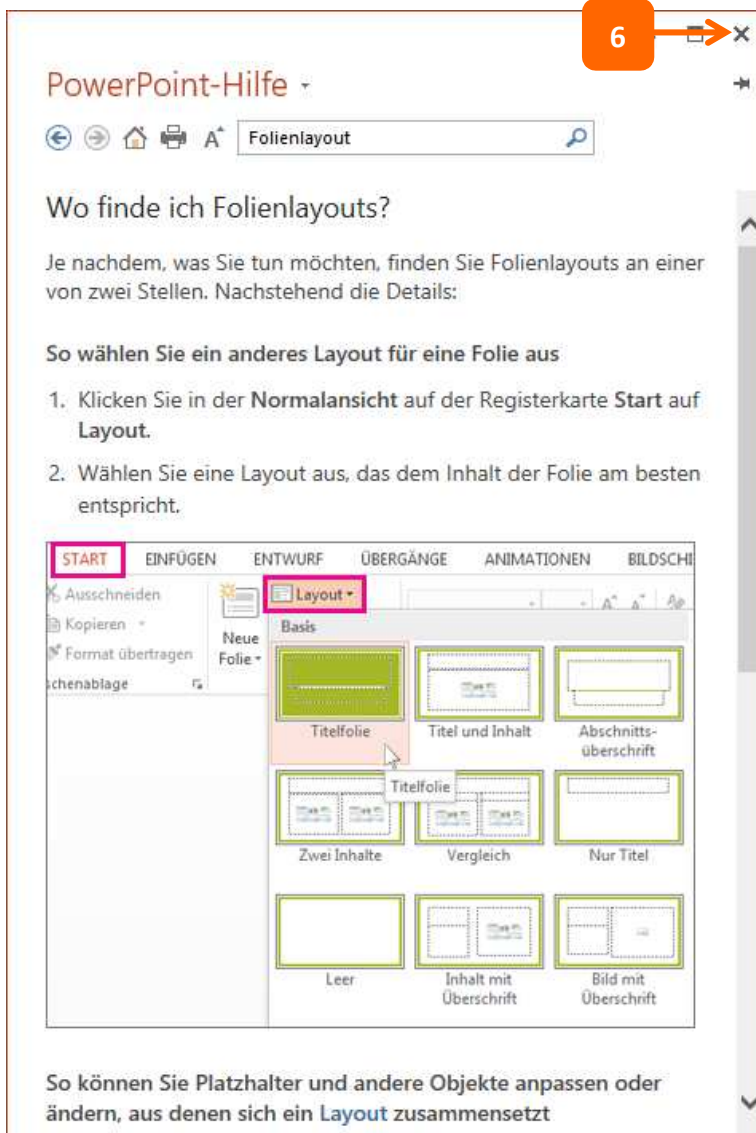 6
PowerPoint-Hilfe
Folienlayout
Wo finde ich Folienlayouts?
Je nachdem, was Sie tun möchten, finden Sie Folienlayouts an einer
von zwei Stellen. Nachstehend die Details:
So wählen Sie ein anderes Layout für eine Folie aus
1. Klicken Sie in der Normalansicht auf der Registerkarte Start auf
Layout.
2. Wählen Sie eine Layout aus, das dem Inhalt der Folie am besten
entspricht.
START EINFÜGEN ENTWURF ÜBERGÄNGE ANIMATIONEN BILDSCHI
Ausschneiden
Kopieren
Format übertragen
schenablage
Neue
Folie
Layout
Basis
Titelfolie Titel und Inhalt Abschnitts-
überschrift
Titelfolie
Zwei Inhalte Vergleich Nur Titel
Leer Inhalt mit Bild mit
Überschrift Überschrift
So können Sie Platzhalter und andere Objekte anpassen oder
ändern, aus denen sich ein Layout zusammensetzt